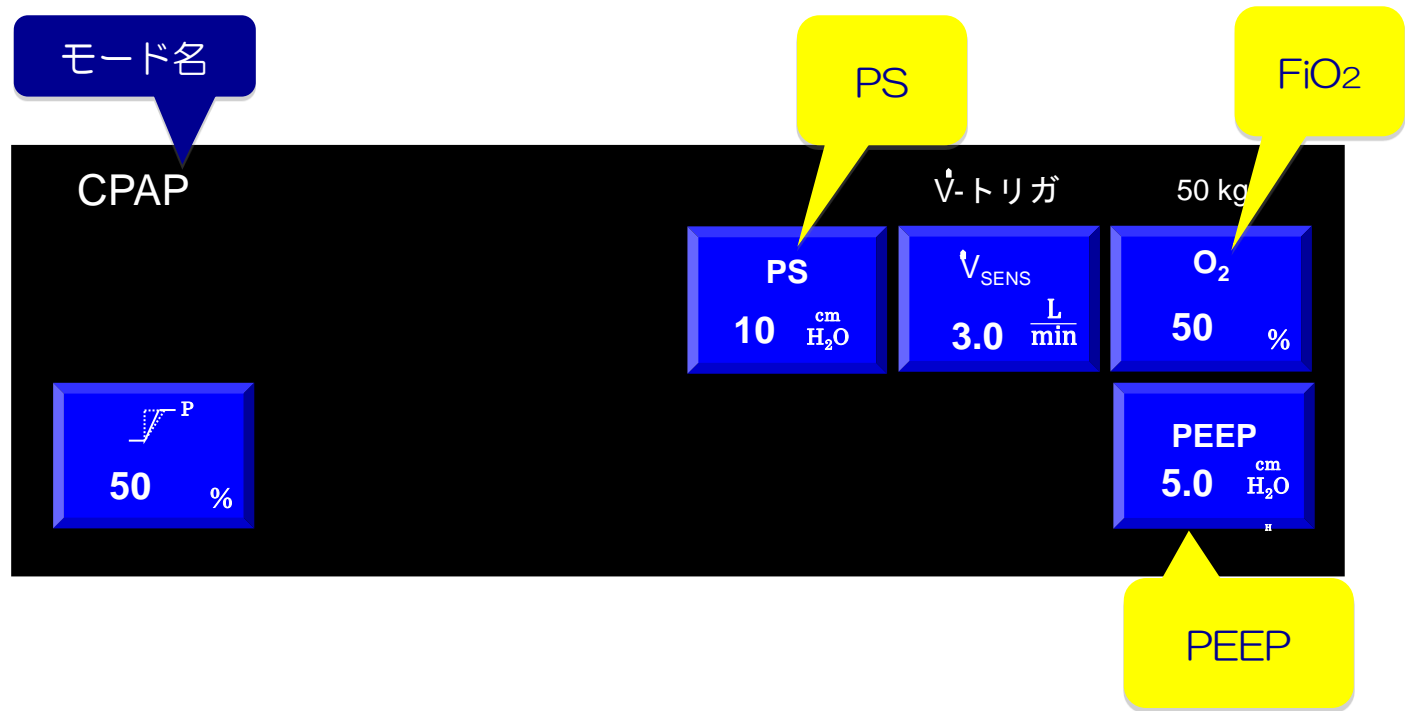 モード名
PS
FiO2
CPAP
V̇-トリガ
50 kg
PS
10 cm H₂O
V̇SENS
3.0 L/min
O₂
50 %
P
50 %
PEEP
5.0 cm H₂O
H
PEEP